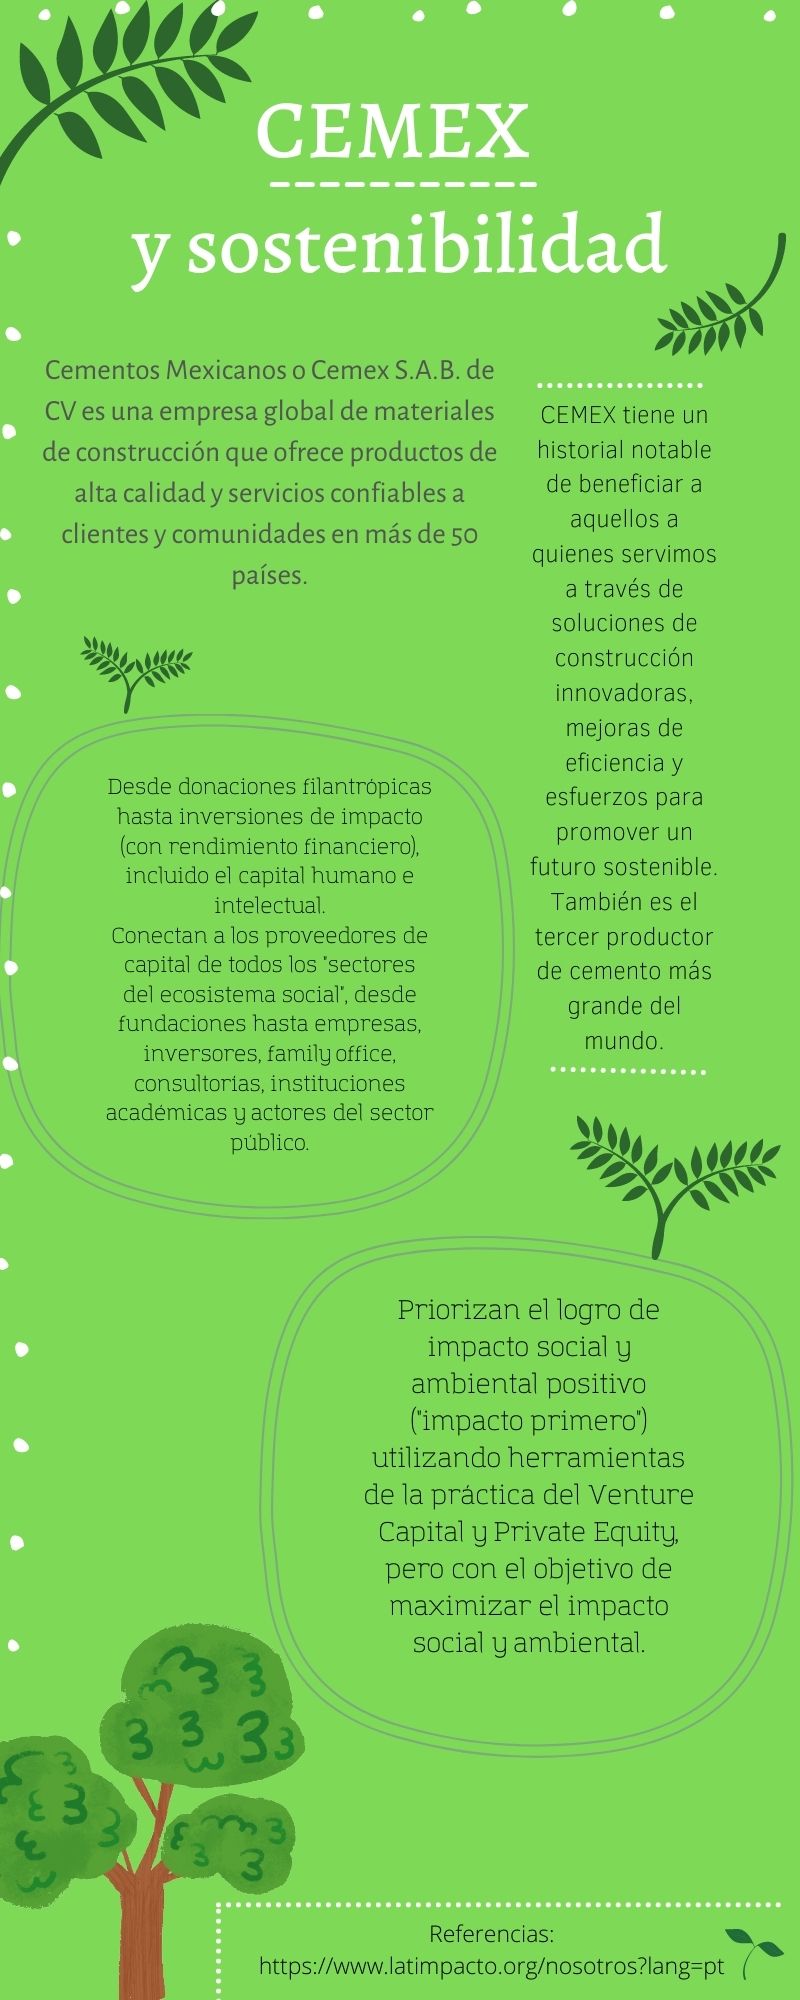 CEMEX
y sostenibilidad
Cementos Mexicanos o Cemex S.A.B. de
CV es una empresa global de materiales
de construcción que ofrece productos de
alta calidad y servicios confiables a
clientes y comunidades en más de 50
países.
CEMEX tiene un
historial notable
de beneficiar a
aquellos a
quienes servimos
a través de
soluciones de
construcción
innovadoras,
mejoras de
eficiencia y
esfuerzos para
promover un
futuro sostenible.
También es el
tercer productor
de cemento más
grande del
mundo.
Desde donaciones filantrópicas
hasta inversiones de impacto
(con rendimiento financiero),
incluido el capital humano e
intelectual.
Conectan a los proveedores de
capital de todos los "sectores
del ecosistema social", desde
fundaciones hasta empresas,
inversores, family office,
consultorías, instituciones
académicas y actores del sector
público.
Priorizan el logro de
impacto social y
ambiental positivo
("impacto primero")
utilizando herramientas
de la práctica del Venture
Capital y Private Equity,
pero con el objetivo de
maximizar el impacto
social y ambiental.
Referencias:
https://www.latimpacto.org/nosotros?lang=pt